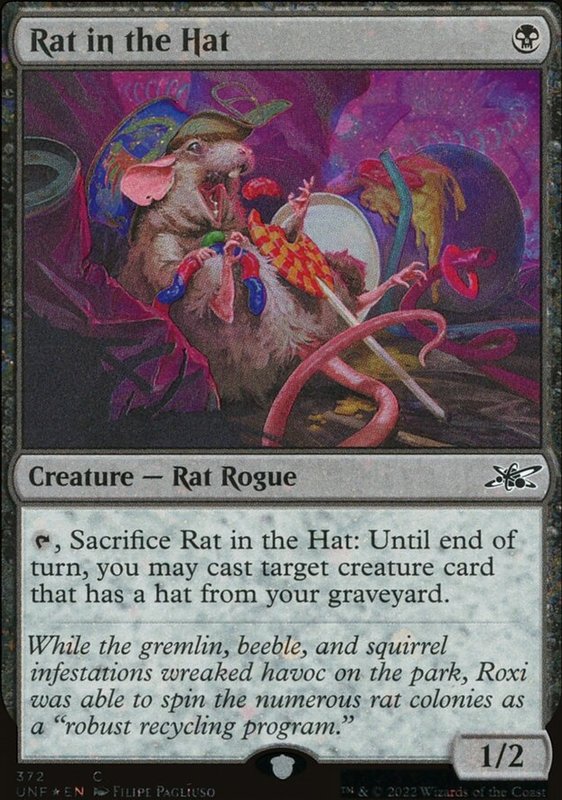 Rat in the Hat
Creature — Rat Rogue
, Sacrifice Rat in the Hat: Until end of
turn, you may cast target creature card
that has a hat from your graveyard.
While the gremlin, beeble, and squirrel
infestations wreaked havoc on the park, Roxi
was able to spin the numerous rat colonies as
a “robust recycling program.”
1/2
372 C
UNF★EN FILIPE PAGLIUSO
™ & © 2022 Wizards of the Coast